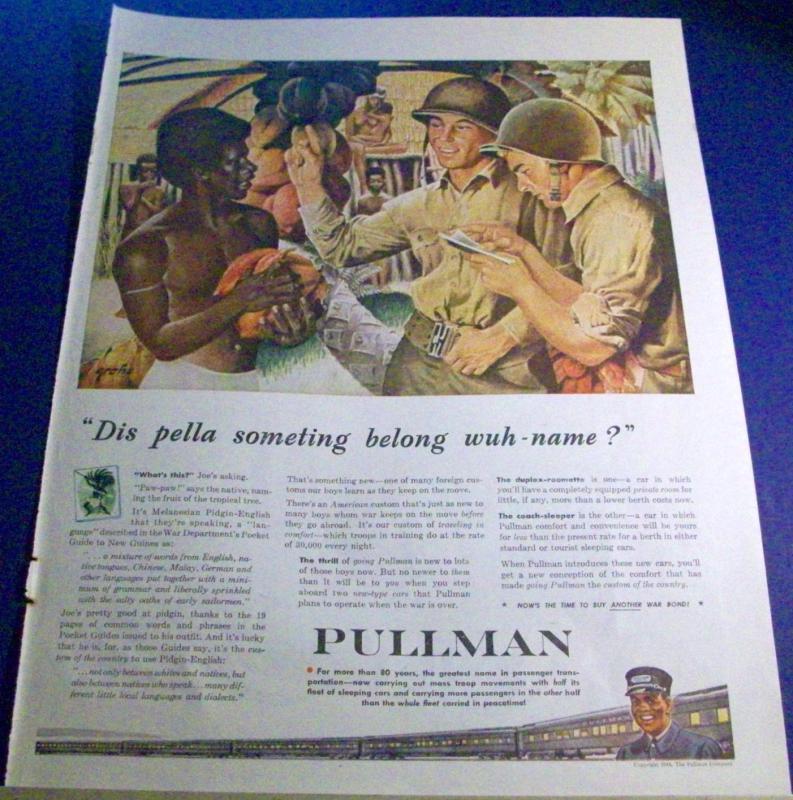 Grohe
"Dis pella someting belong wuh-name?"
"What's this?" Joe's asking.
"Paw-paw!" says the native, nam-
ing the fruit of the tropical tree.
It's Melanesian Pidgin-English
that they're speaking, a "lan-
guage" described in the War Department's Pocket
Guide to New Guinea as:
"... a mixture of words from English, na-
tive tongues, Chinese, Malay, German and
other languages put together with a mini-
mum of grammar and liberally sprinkled
with the salty oaths of early sailormen."
Joe's pretty good at pidgin, thanks to the 19
pages of common words and phrases in the
Pocket Guides issued to his outfit. And it's lucky
that he is, for, as those Guides say, it's the cus-
tom of the country to use Pidgin-English:
"... not only between whites and natives, but
also between natives who speak ... many dif-
ferent little local languages and dialects."
That's something new—one of many foreign cus-
toms our boys learn as they keep on the move.
There's an American custom that's just as new to
many boys whom war keeps on the move before
they go abroad. It's our custom of traveling in
comfort—which troops in training do at the rate
of 30,000 every night.
The thrill of going Pullman is new to lots
of those boys now. But no newer to them
than it will be to you when you step
aboard two new-type cars that Pullman
plans to operate when the war is over.
The duplex-roomette is one—a car in which
you'll have a completely equipped private room for
little, if any, more than a lower berth costs now.
The coach-sleeper is the other—a car in which
Pullman comfort and convenience will be yours
for less than the present rate for a berth in either
standard or tourist sleeping cars.
When Pullman introduces these new cars, you'll
get a new conception of the comfort that has
made going Pullman the custom of the country.
★ NOW'S THE TIME TO BUY ANOTHER WAR BOND! ★
PULLMAN
● For more than 80 years, the greatest name in passenger trans-
portation—now carrying out mass troop movements with half its
fleet of sleeping cars and carrying more passengers in the other half
than the whole fleet carried in peacetime!
Copyright 1944, The Pullman Company